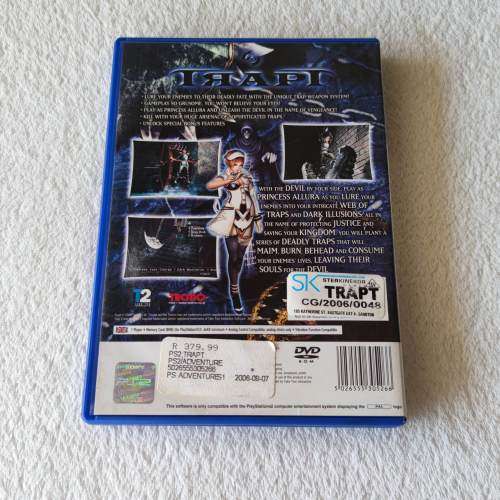 TRAPT
• LURE YOUR ENEMIES TO THEIR DEADLY FATE WITH THE UNIQUE TRAP WEAPON SYSTEM!
• GAMEPLAY SO GRUESOME, YOU WON'T BELIEVE YOUR EYES!
• PLAY AS PRINCESS ALLURA AND UNLEASH THE DEVIL IN THE NAME OF VENGEANCE!
• KILL WITH YOUR HUGE ARSENAL OF SOPHISTICATED TRAPS
• UNLOCK SPECIAL BONUS FEATURES
WITH THE DEVIL BY YOUR SIDE, PLAY AS
PRINCESS ALLURA AS YOU LURE YOUR
ENEMIES INTO YOUR INTRICATE WEB OF
TRAPS AND DARK ILLUSIONS. ALL IN
THE NAME OF PROTECTING JUSTICE AND
SAVING YOUR KINGDOM, YOU WILL PLANT A
SERIES OF DEADLY TRAPS THAT WILL
MAIM, BURN, BEHEAD AND CONSUME
YOUR ENEMIES' LIVES, LEAVING THEIR
SOULS FOR THE DEVIL.
T2
TECMO
SK STERKINEKOR
TRAPT
CG/2006/0048
R 379.99
PS2 TRAPT
PS2/ADVENTURE
5026555305266
PS ADVENTURES1 2006-09-07
DVD
ROM
5 026555 305266
This software is only compatible with the PlayStation2 computer entertainment system displaying the PAL logo